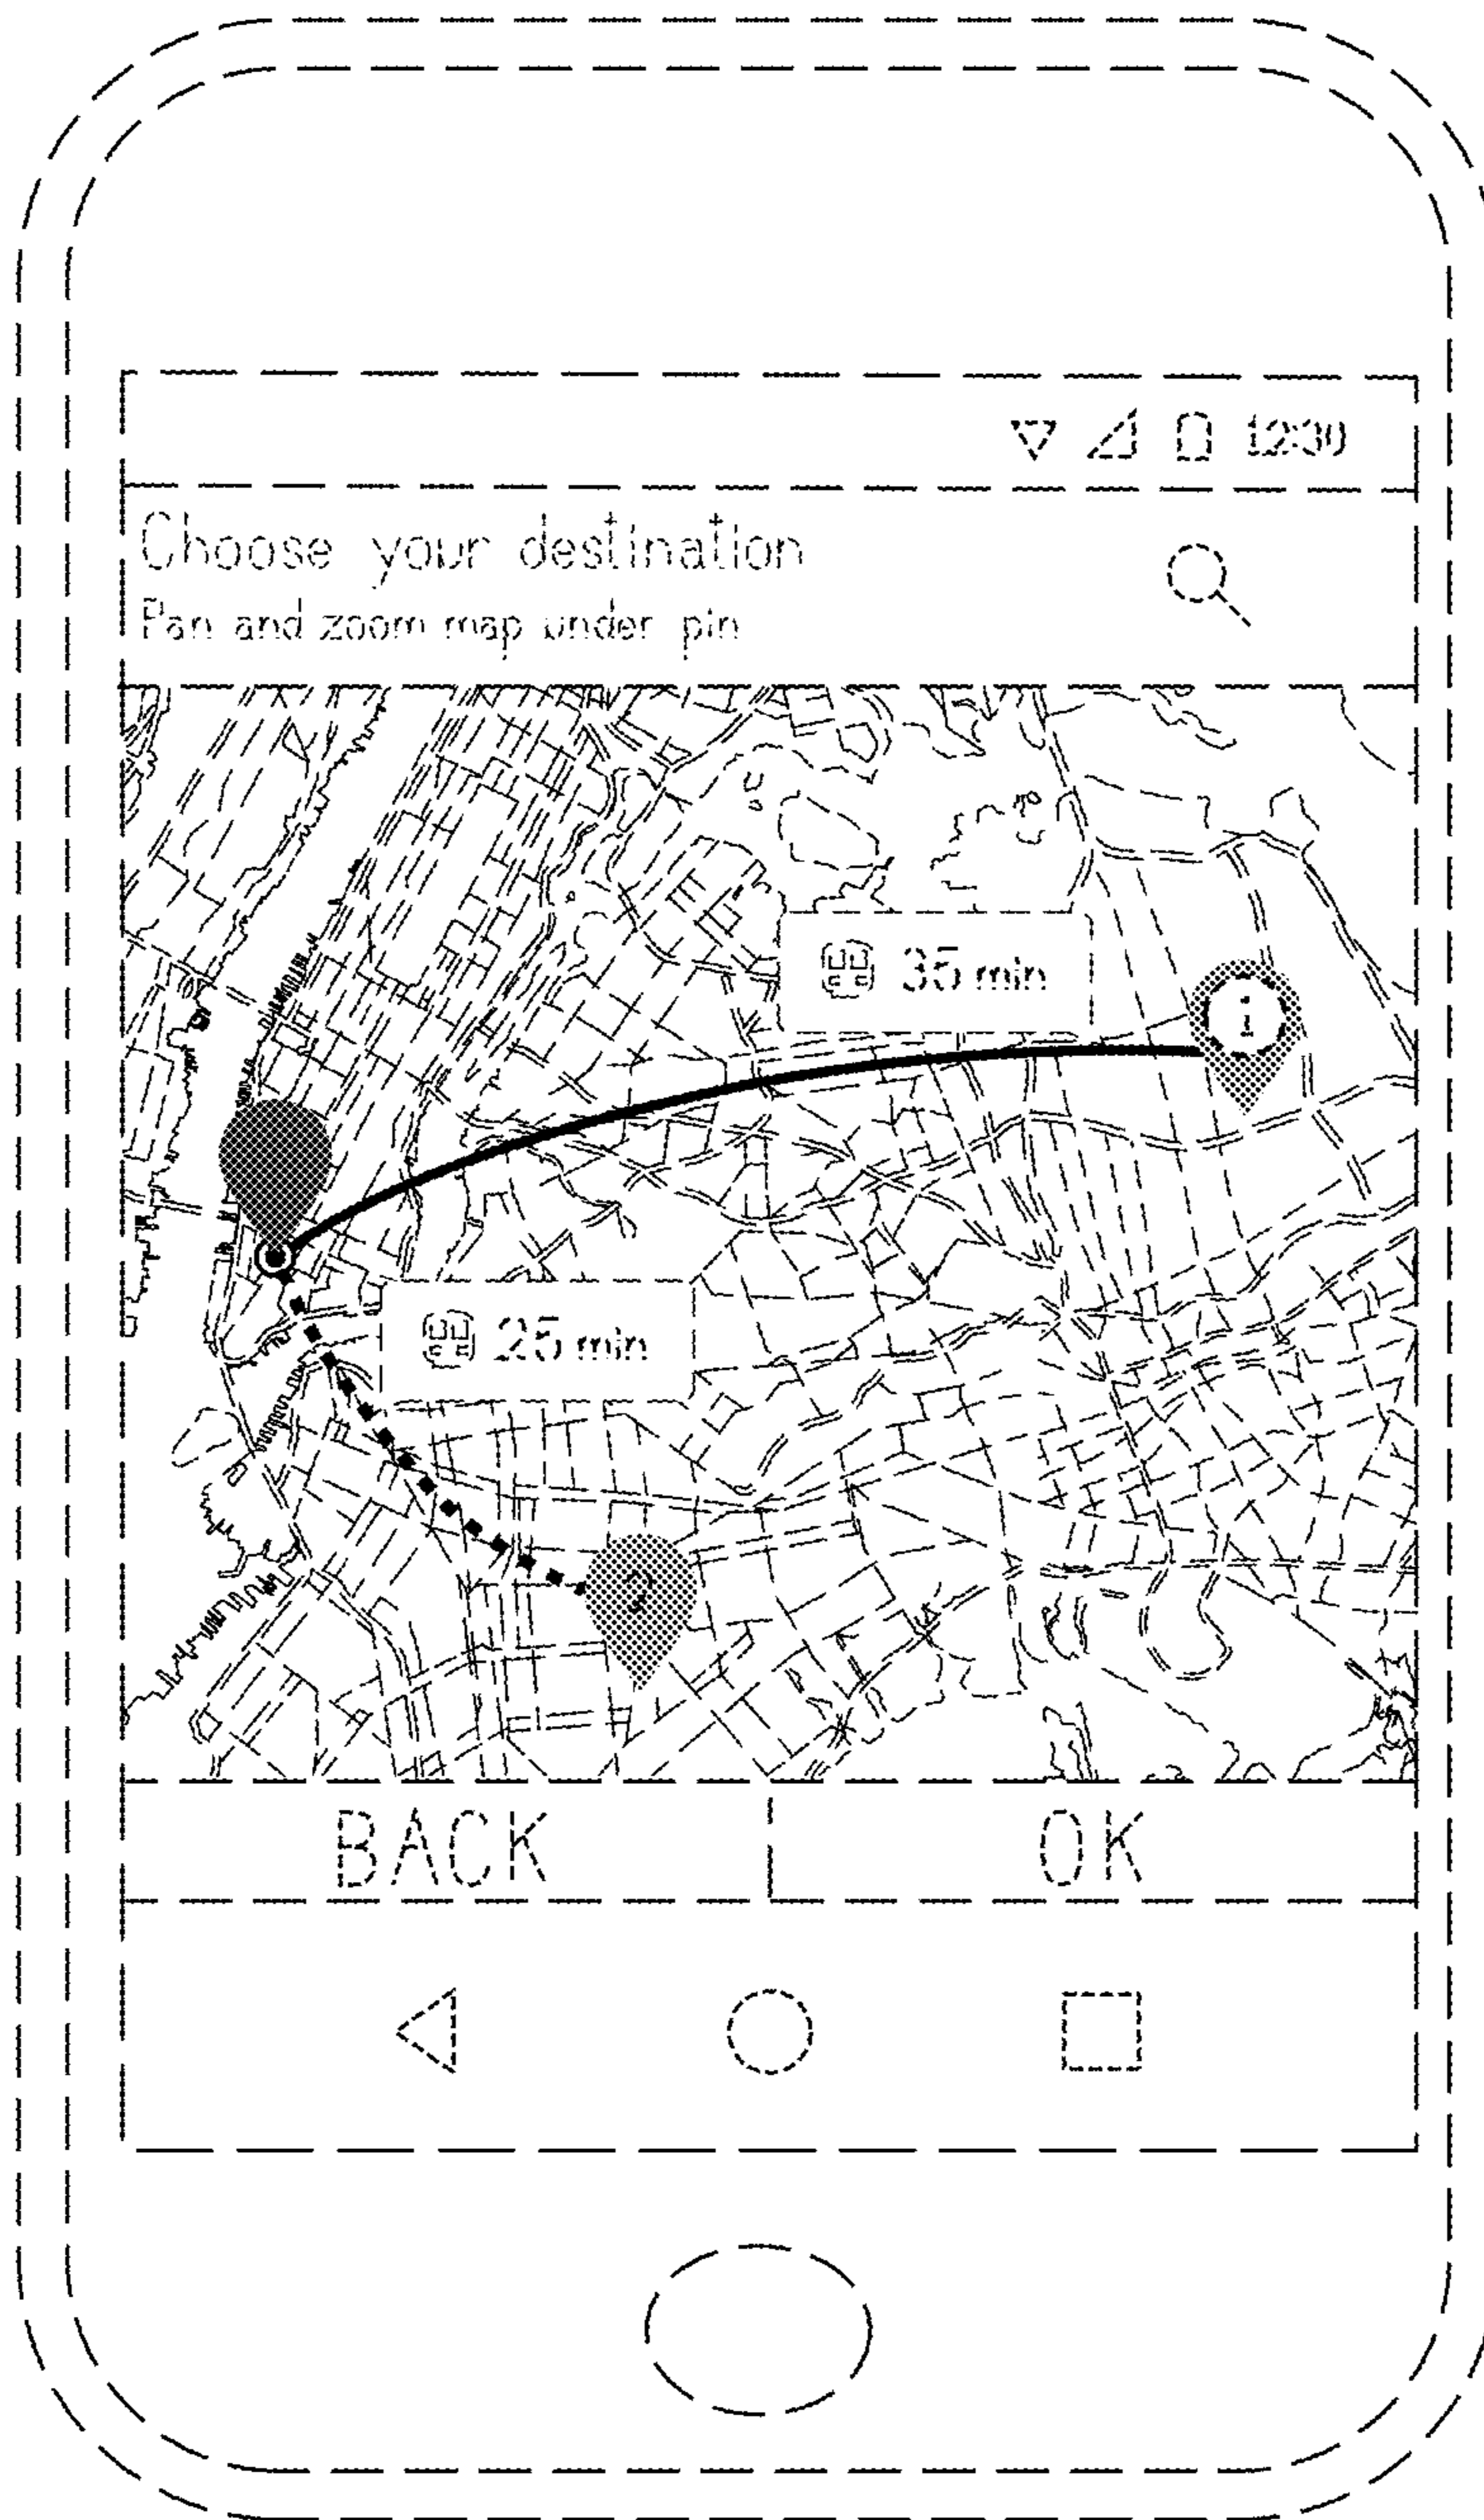 12:30
Choose your destination
Pan and zoom map under pin
35 min
i
25 min
BACK
OK